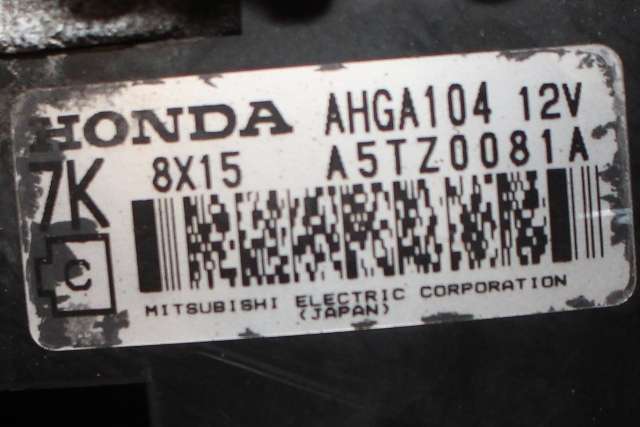 HONDA AHGA104 12V
7K 8X15 A5TZ0081A
C
MITSUBISHI ELECTRIC CORPORATION
(JAPAN)